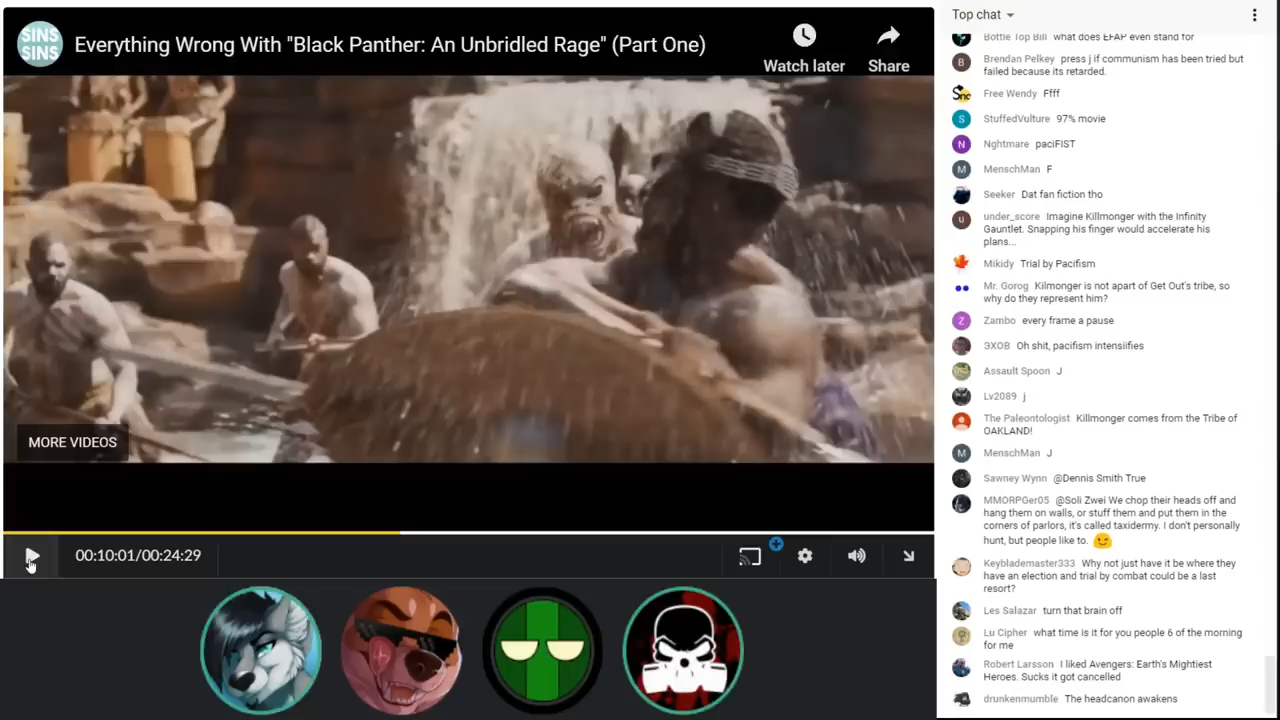 SINS
SINS
Everything Wrong With "Black Panther: An Unbridled Rage" (Part One)
Watch later
Share
MORE VIDEOS
00:10:01/00:24:29
Top chat
Bottle Top Bill what does EFAP even stand for
Brendan Pelkey press j if communism has been tried but
failed because its retarded.
Free Wendy Ffff
StuffedVulture 97% movie
Nghtmare paciFIST
MenschMan F
Seeker Dat fan fiction tho
under_score Imagine Killmonger with the Infinity
Gauntlet. Snapping his finger would accelerate his
plans...
Mikidy Trial by Pacifism
Mr. Gorog Kilmonger is not apart of Get Out's tribe, so
why do they represent him?
Zambo every frame a pause
ЭХОВ Oh shit, pacifism intensiifies
Assault Spoon J
Lv2089 j
The Paleontologist Killmonger comes from the Tribe of
OAKLAND!
MenschMan J
Sawney Wynn @Dennis Smith True
MMORPGer05 @Soli Zwei We chop their heads off and
hang them on walls, or stuff them and put them in the
corners of parlors, it's called taxidermy. I don't personally
hunt, but people like to.
Keyblademaster333 Why not just have it be where they
have an election and trial by combat could be a last
resort?
Les Salazar turn that brain off
Lu Cipher what time is it for you people 6 of the morning
for me
Robert Larsson I liked Avengers: Earth's Mightiest
Heroes. Sucks it got cancelled
drunkenmumble The headcanon awakens